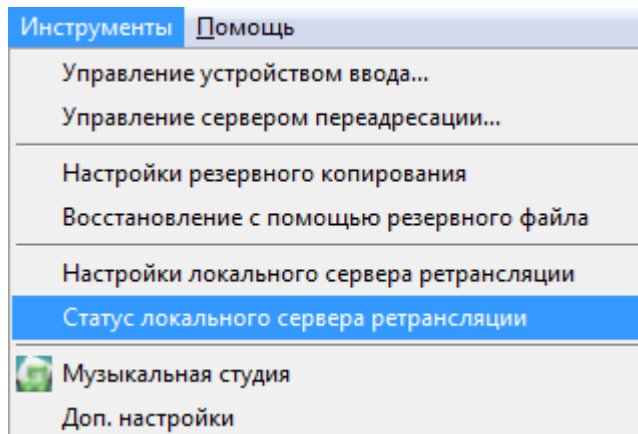 Инструменты Помощь
Управление устройством ввода...
Управление сервером переадресации...
Настройки резервного копирования
Восстановление с помощью резервного файла
Настройки локального сервера ретрансляции
Статус локального сервера ретрансляции
Музыкальная студия
Доп. настройки